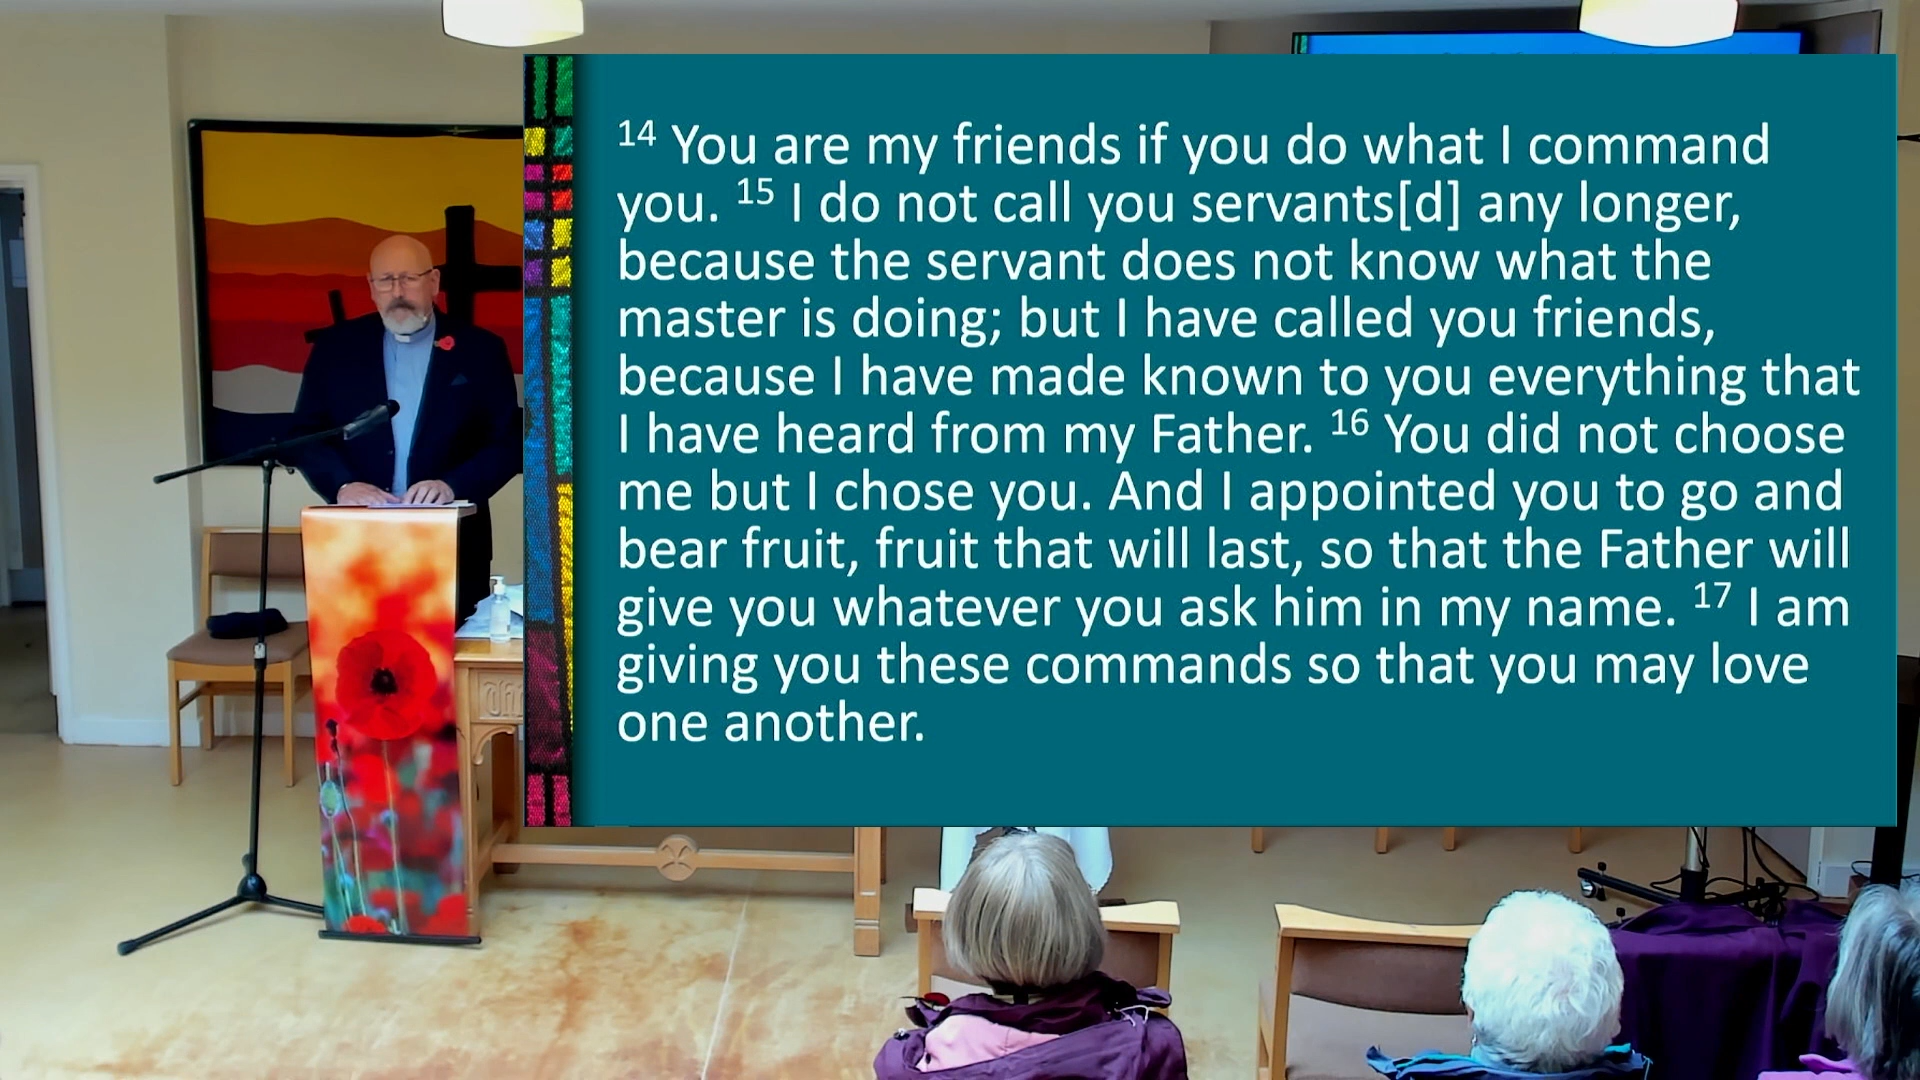 14 You are my friends if you do what I command
you. 15 I do not call you servants[d] any longer,
because the servant does not know what the
master is doing; but I have called you friends,
because I have made known to you everything that
I have heard from my Father. 16 You did not choose
me but I chose you. And I appointed you to go and
bear fruit, fruit that will last, so that the Father will
give you whatever you ask him in my name. 17 I am
giving you these commands so that you may love
one another.